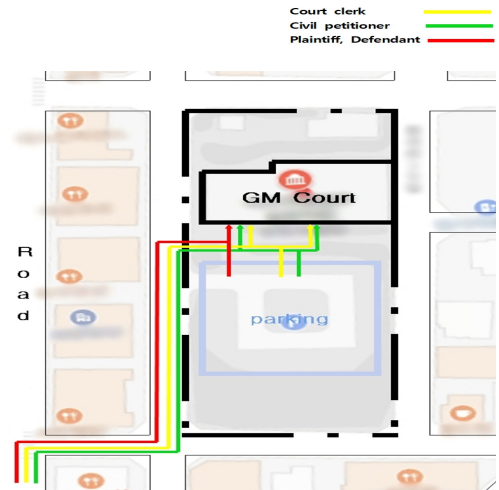 Court clerk
Civil petitioner
Plaintiff, Defendant
GM Court
Road
parking